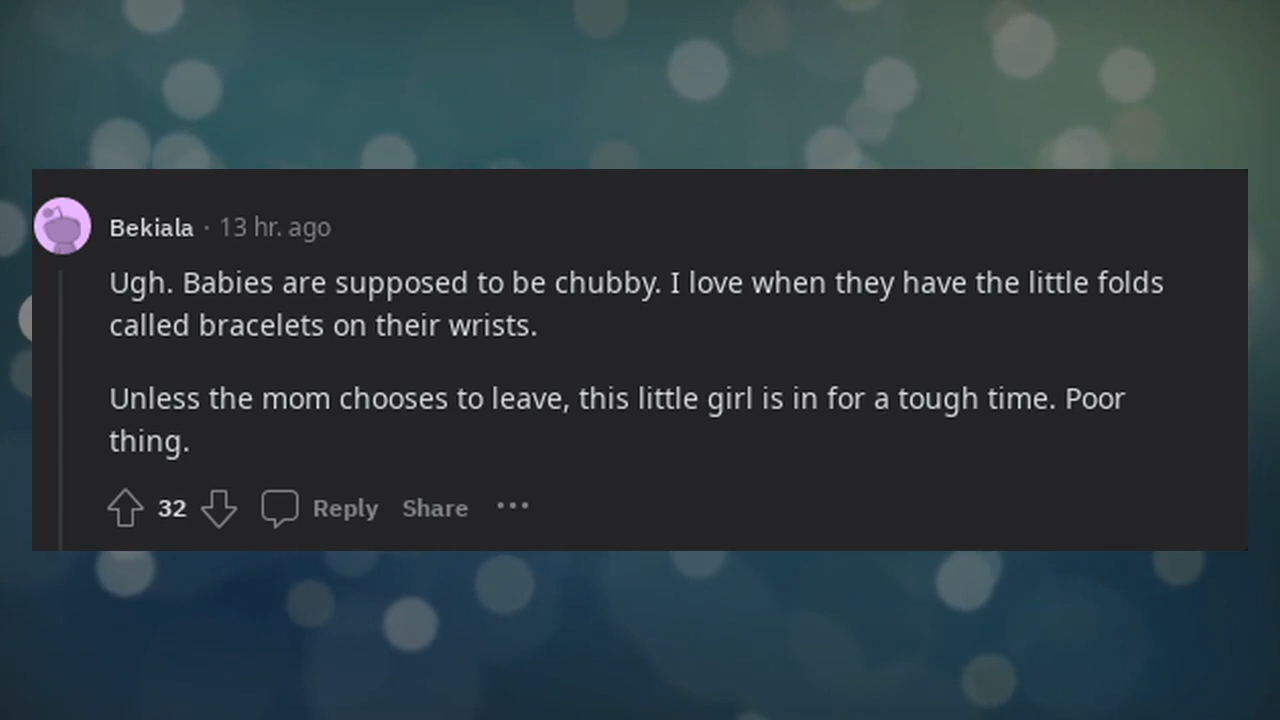 Bekiala · 13 hr. ago
Ugh. Babies are supposed to be chubby. I love when they have the little folds
called bracelets on their wrists.
Unless the mom chooses to leave, this little girl is in for a tough time. Poor
thing.
32 Reply Share ···